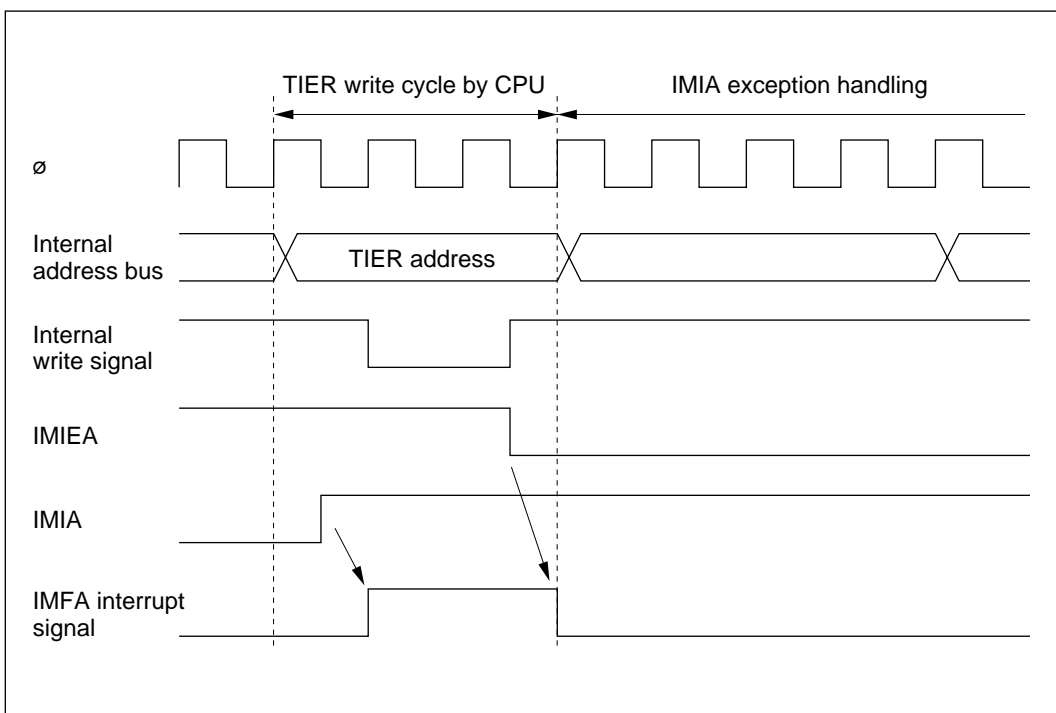 TIER write cycle by CPU
IMIA exception handling
ø
Internal
address bus
TIER address
Internal
write signal
IMIEA
IMIA
IMFA interrupt
signal